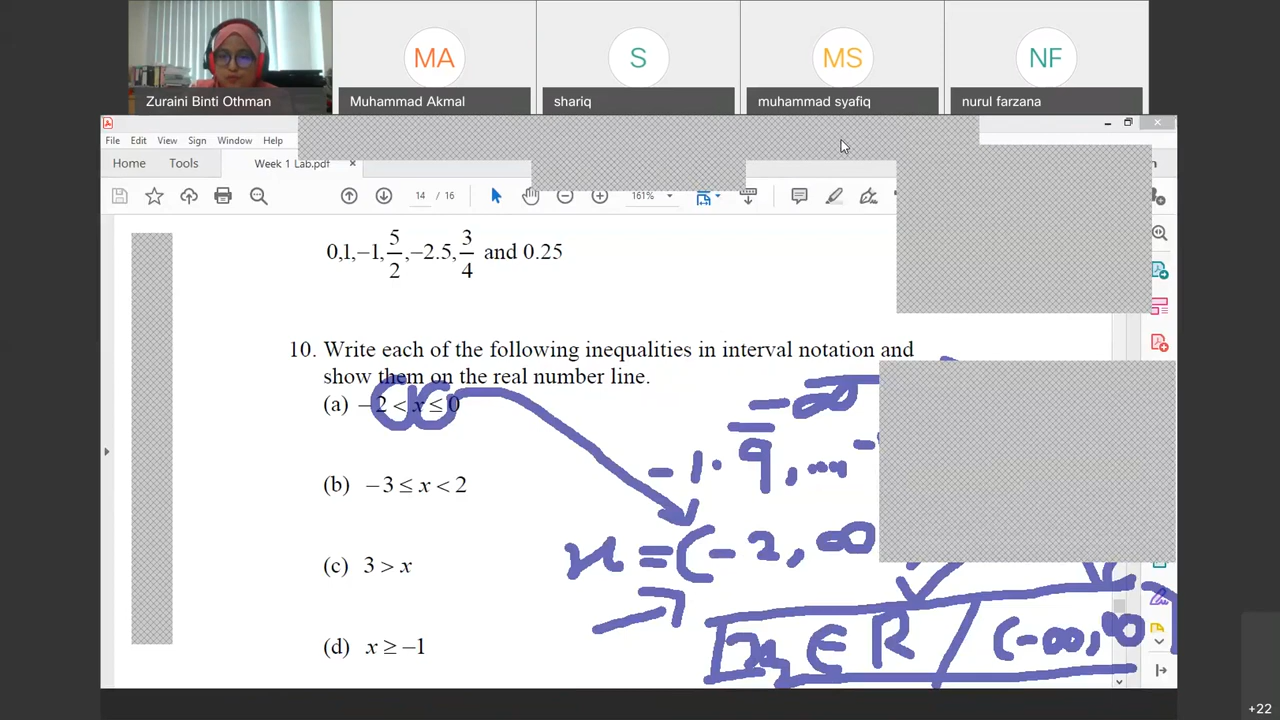 MA S MS NF
Zuraini Binti Othman Muhammad Akmal shariq muhammad syafiq nurul farzana
File Edit View Sign Window Help
Home Tools Week 1 Lab.pdf ×
14 / 16 161%
0,1,−1, 5/2, −2.5, 3/4 and 0.25
10. Write each of the following inequalities in interval notation and
show them on the real number line.
(a) −2 < x ≤ 0
−∞
−1.9, ....
(b) −3 ≤ x < 2
x = (−2, ∞
(c) 3 > x
x ∈ R / (−∞,
(d) x ≥ −1
+22